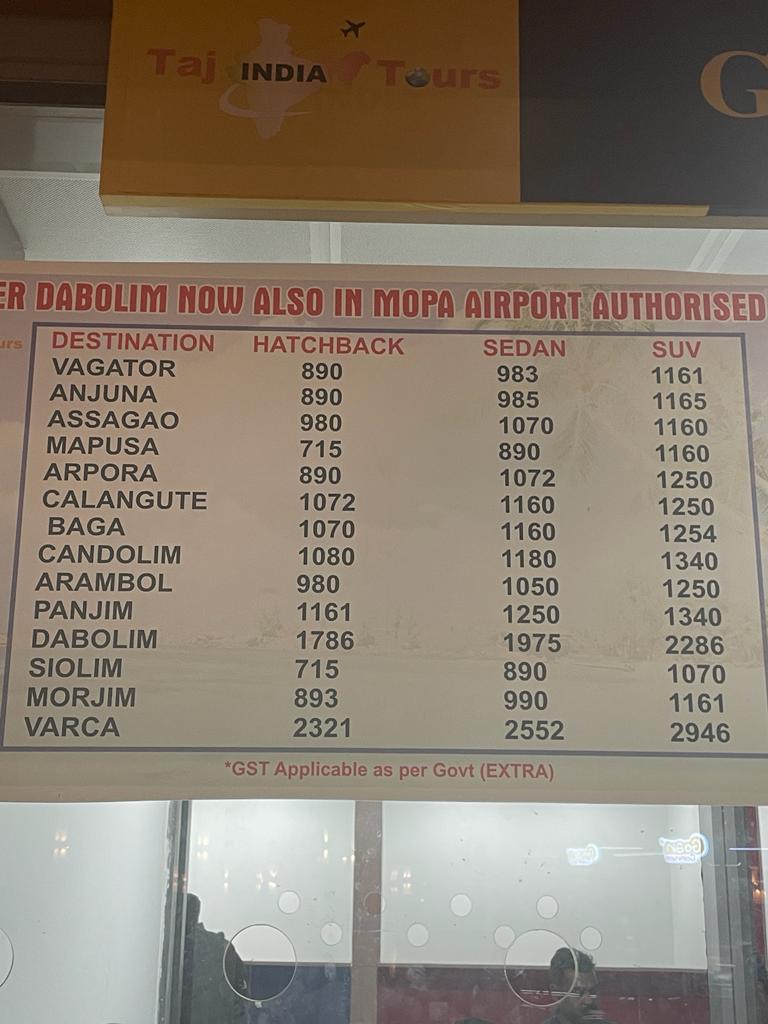 Taj INDIA Tours
G
ER DABOLIM NOW ALSO IN MOPA AIRPORT AUTHORISED
urs
DESTINATION HATCHBACK SEDAN SUV
VAGATOR 890 983 1161
ANJUNA 890 985 1165
ASSAGAO 980 1070 1160
MAPUSA 715 890 1160
ARPORA 890 1072 1250
CALANGUTE 1072 1160 1250
BAGA 1070 1160 1254
CANDOLIM 1080 1180 1340
ARAMBOL 980 1050 1250
PANJIM 1161 1250 1340
DABOLIM 1786 1975 2286
SIOLIM 715 890 1070
MORJIM 893 990 1161
VARCA 2321 2552 2946
*GST Applicable as per Govt (EXTRA)